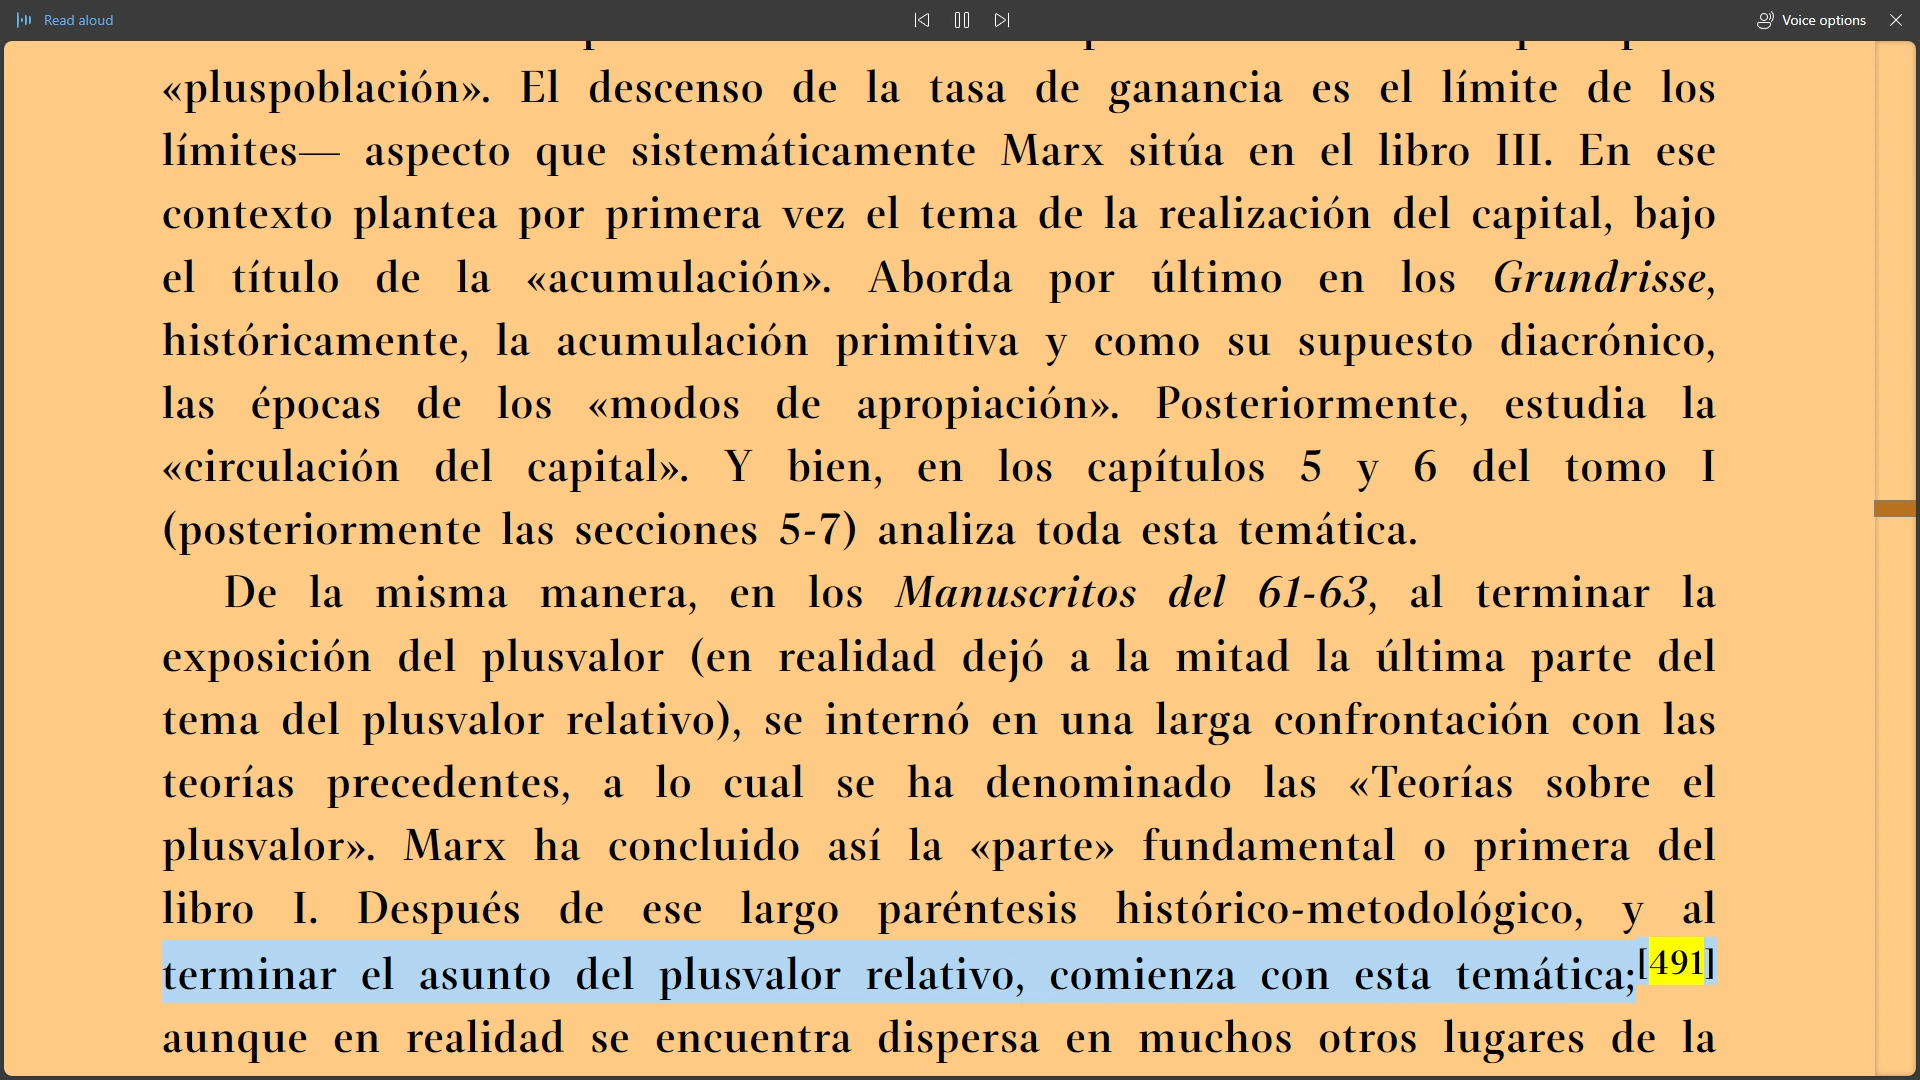 Read aloud
Voice options
«pluspoblación». El descenso de la tasa de ganancia es el límite de los
límites— aspecto que sistemáticamente Marx sitúa en el libro III. En ese
contexto plantea por primera vez el tema de la realización del capital, bajo
el título de la «acumulación». Aborda por último en los Grundrisse,
históricamente, la acumulación primitiva y como su supuesto diacrónico,
las épocas de los «modos de apropiación». Posteriormente, estudia la
«circulación del capital». Y bien, en los capítulos 5 y 6 del tomo I
(posteriormente las secciones 5-7) analiza toda esta temática.
De la misma manera, en los Manuscritos del 61-63, al terminar la
exposición del plusvalor (en realidad dejó a la mitad la última parte del
tema del plusvalor relativo), se internó en una larga confrontación con las
teorías precedentes, a lo cual se ha denominado las «Teorías sobre el
plusvalor». Marx ha concluido así la «parte» fundamental o primera del
libro I. Después de ese largo paréntesis histórico-metodológico, y al
terminar el asunto del plusvalor relativo, comienza con esta temática;[491]
aunque en realidad se encuentra dispersa en muchos otros lugares de la